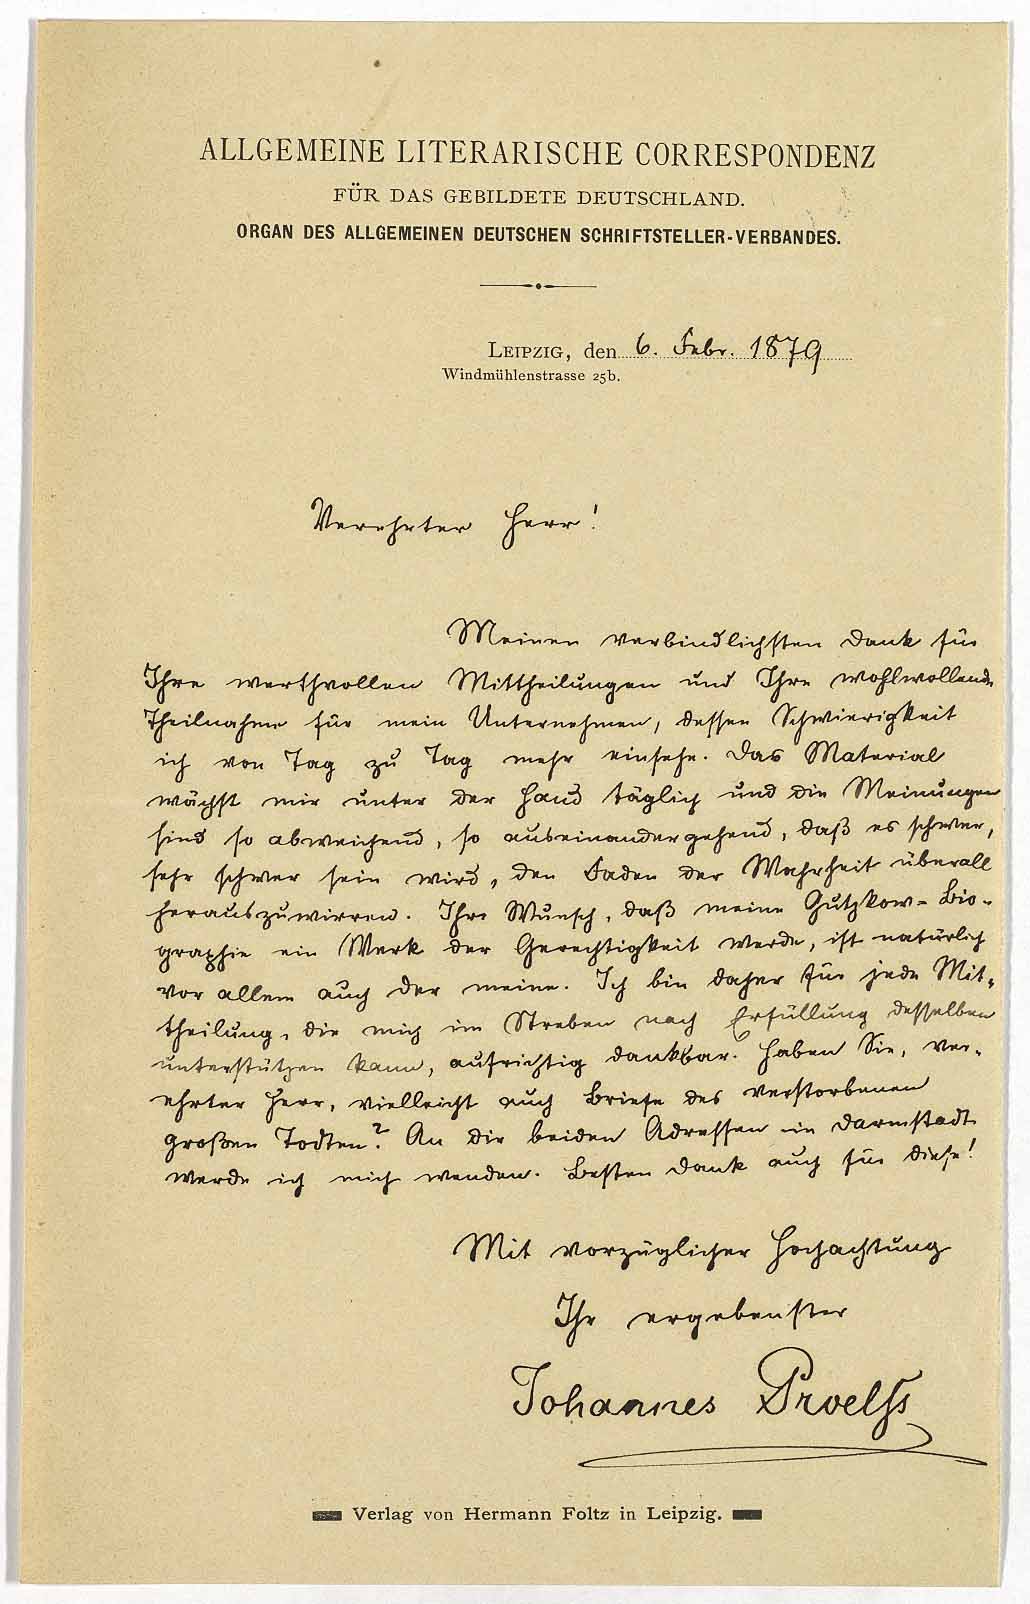 ALLGEMEINE LITERARISCHE CORRESPONDENZ
FÜR DAS GEBILDETE DEUTSCHLAND.
ORGAN DES ALLGEMEINEN DEUTSCHEN SCHRIFTSTELLER-VERBANDES.
LEIPZIG, den 6. Febr. 1879
Windmühlenstrasse 25b.
Verehrter Herr!
Meinen verbindlichsten Dank für
Ihre werthvollen Mittheilungen und Ihre wohlwollende
Theilnahme für mein Unternehmen, dessen Schwierigkeit
ich von Tag zu Tag mehr einsehe. Das Material
wächst mir unter der Hand täglich und die Meinungen
sind so abweichend, so auseinandergehend, daß es schwer,
sehr schwer sein wird, den Faden der Wahrheit überall
herauszuwirren. Ihr Wunsch, daß meine Gutzkow-Bio-
graphie ein Werk der Gerechtigkeit werde, ist natürlich
vor allem auch der meine. Ich bin daher für jede Mit-
theilung, die mich im Streben nach Erfüllung desselben
unterstützen kann, aufrichtig dankbar. Haben Sie, ver-
ehrter Herr, vielleicht auch Briefe des verstorbenen
großen Todten? An die beiden Adressen in Darmstadt
werde ich mich wenden. Besten Dank auch für diese!
Mit vorzüglicher Hochachtung
Ihr ergebenster
Johannes Proelss
Verlag von Hermann Foltz in Leipzig.